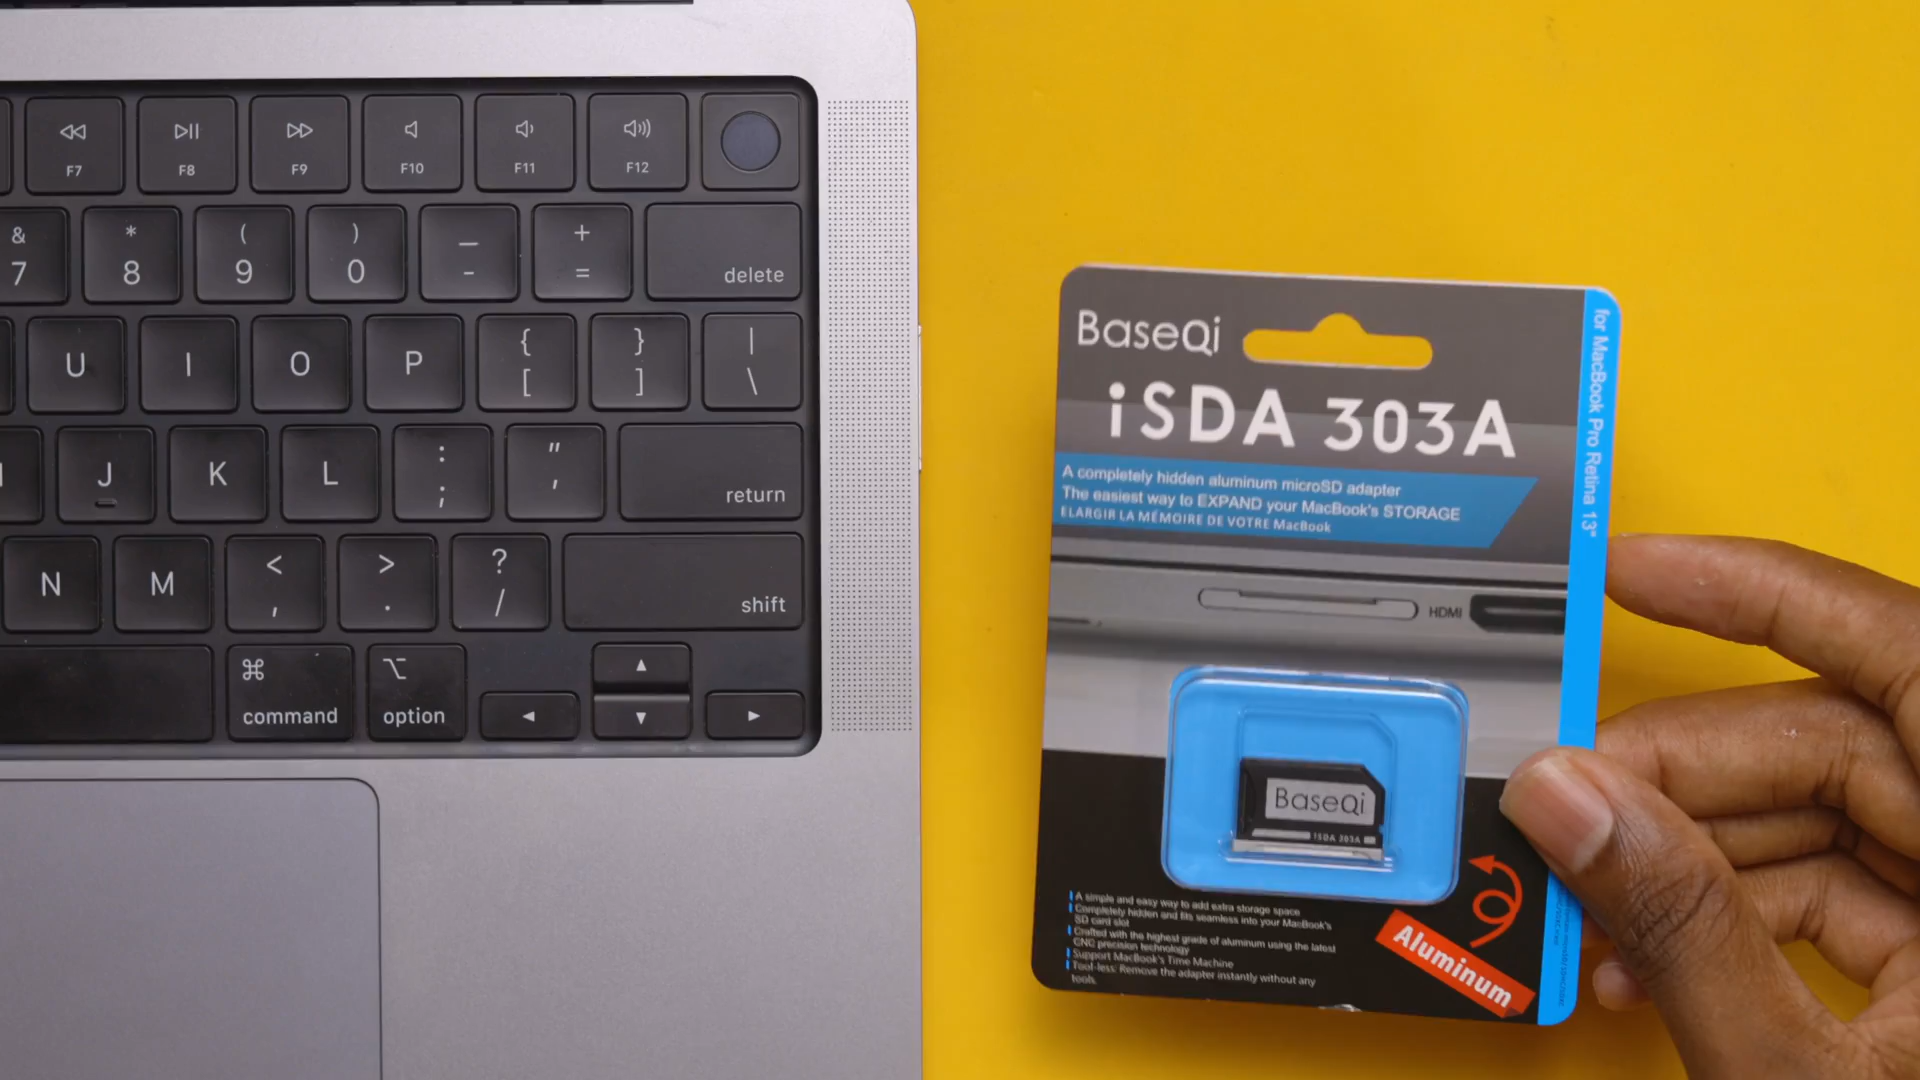 F7 F8 F9 F10 F11 F12
& * ( ) — +
7 8 9 0 - = delete
U I O P { [ } ] | \
J K L : ; " ' return
N M < , > . ? / shift
⌘ ⌥
command option
BaseQi
iSDA 303A
A completely hidden aluminum microSD adapter
The easiest way to EXPAND your MacBook's STORAGE
ELARGIR LA MÉMOIRE DE VOTRE MacBook
HDMI
BaseQi
iSDA 303A
A simple and easy way to add extra storage space
Completely hidden and fits seamless into your MacBook's
SD card slot
Crafted with the highest grade of aluminum using the latest
CNC precision technology
Support MacBook's Time Machine
Tool-less: Remove the adapter instantly without any
tools.
Aluminum
for MacBook Pro Retina 13"